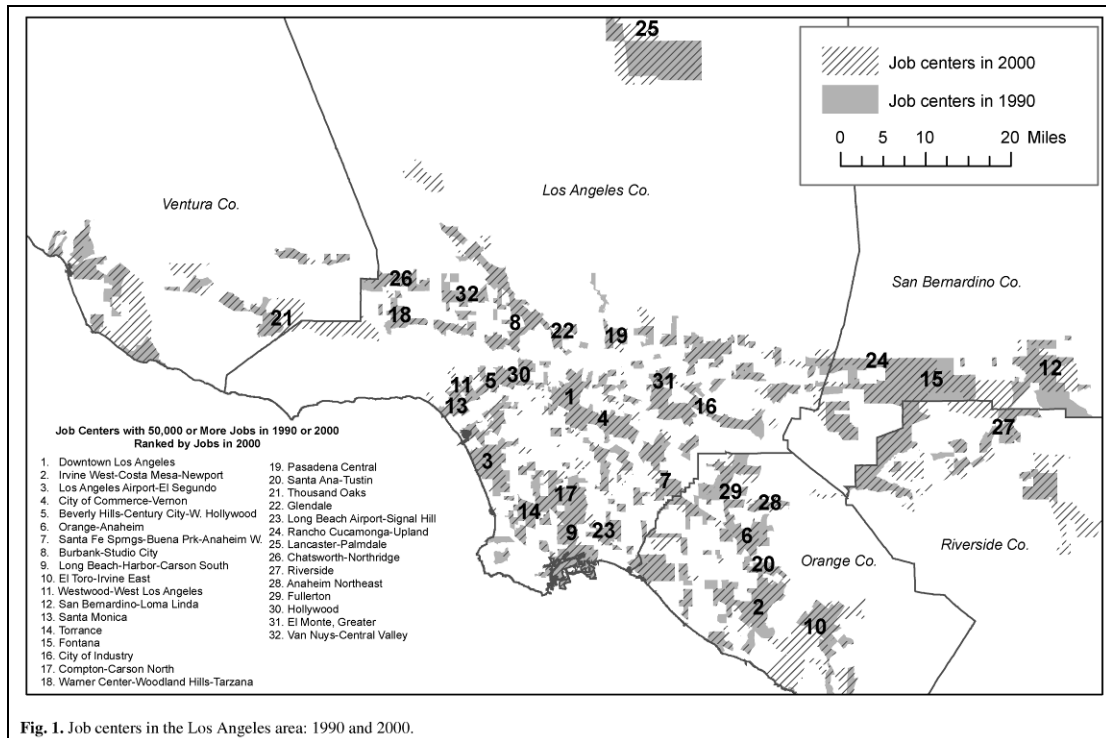 25
Job centers in 2000
Job centers in 1990
0 5 10 20 Miles
Los Angeles Co.
Ventura Co.
San Bernardino Co.
26
32
18
21
8
22
19
24
15
12
30
5
11
13
31
16
1
4
27
3
7
29
28
17
14
9
23
6
20
2
10
Orange Co.
Riverside Co.
Job Centers with 50,000 or More Jobs in 1990 or 2000
Ranked by Jobs in 2000
1. Downtown Los Angeles
2. Irvine West-Costa Mesa-Newport
3. Los Angeles Airport-El Segundo
4. City of Commerce-Vernon
5. Beverly Hills-Century City-W. Hollywood
6. Orange-Anaheim
7. Santa Fe Sprngs-Buena Prk-Anaheim W.
8. Burbank-Studio City
9. Long Beach-Harbor-Carson South
10. El Toro-Irvine East
11. Westwood-West Los Angeles
12. San Bernardino-Loma Linda
13. Santa Monica
14. Torrance
15. Fontana
16. City of Industry
17. Compton-Carson North
18. Warner Center-Woodland Hills-Tarzana
19. Pasadena Central
20. Santa Ana-Tustin
21. Thousand Oaks
22. Glendale
23. Long Beach Airport-Signal Hill
24. Rancho Cucamonga-Upland
25. Lancaster-Palmdale
26. Chatsworth-Northridge
27. Riverside
28. Anaheim Northeast
29. Fullerton
30. Hollywood
31. El Monte, Greater
32. Van Nuys-Central Valley
Fig. 1. Job centers in the Los Angeles area: 1990 and 2000.